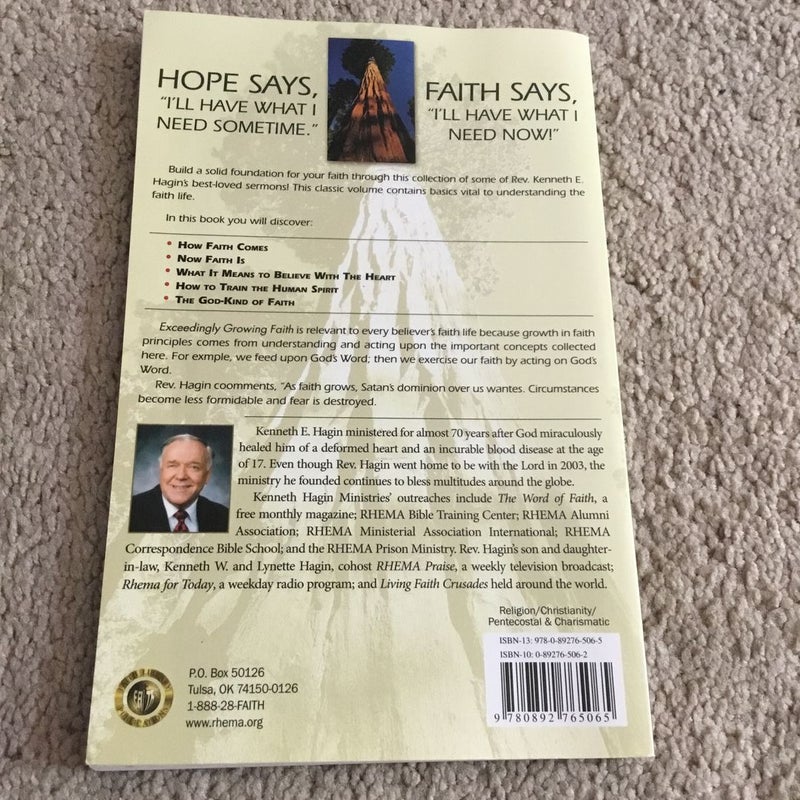 HOPE SAYS,
"I'LL HAVE WHAT I
NEED SOMETIME."
FAITH SAYS,
"I'LL HAVE WHAT I
NEED NOW!"
Build a solid foundation for your faith through this collection of some of Rev. Kenneth E.
Hagin's best-loved sermons! This classic volume contains basics vital to understanding the
faith life.
In this book you will discover:
• How Faith Comes
• Now Faith Is
• What It Means to Believe With The Heart
• How to Train the Human Spirit
• The God-Kind of Faith
Exceedingly Growing Faith is relevant to every believer's faith life because growth in faith
principles comes from understanding and acting upon the important concepts collected
here. For exmple, we feed upon God's Word; then we exercise our faith by acting on God's
Word.
Rev. Hagin coomments, "As faith grows, Satan's dominion over us wantes. Circumstances
become less formidable and fear is destroyed.
Kenneth E. Hagin ministered for almost 70 years after God miraculously
healed him of a deformed heart and an incurable blood disease at the age
of 17. Even though Rev. Hagin went home to be with the Lord in 2003, the
ministry he founded continues to bless multitudes around the globe.
Kenneth Hagin Ministries' outreaches include The Word of Faith, a
free monthly magazine; RHEMA Bible Training Center; RHEMA Alumni
Association; RHEMA Ministerial Association International; RHEMA
Correspondence Bible School; and the RHEMA Prison Ministry. Rev. Hagin's son and daughter-
in-law, Kenneth W. and Lynette Hagin, cohost RHEMA Praise, a weekly television broadcast;
Rhema for Today, a weekday radio program; and Living Faith Crusades held around the world.
Religion/Christianity/
Pentecostal & Charismatic
ISBN-13: 978-0-89276-506-5
ISBN-10: 0-89276-506-2
9 780892 765065
P.O. Box 50126
Tulsa, OK 74150-0126
1-888-28-FAITH
www.rhema.org